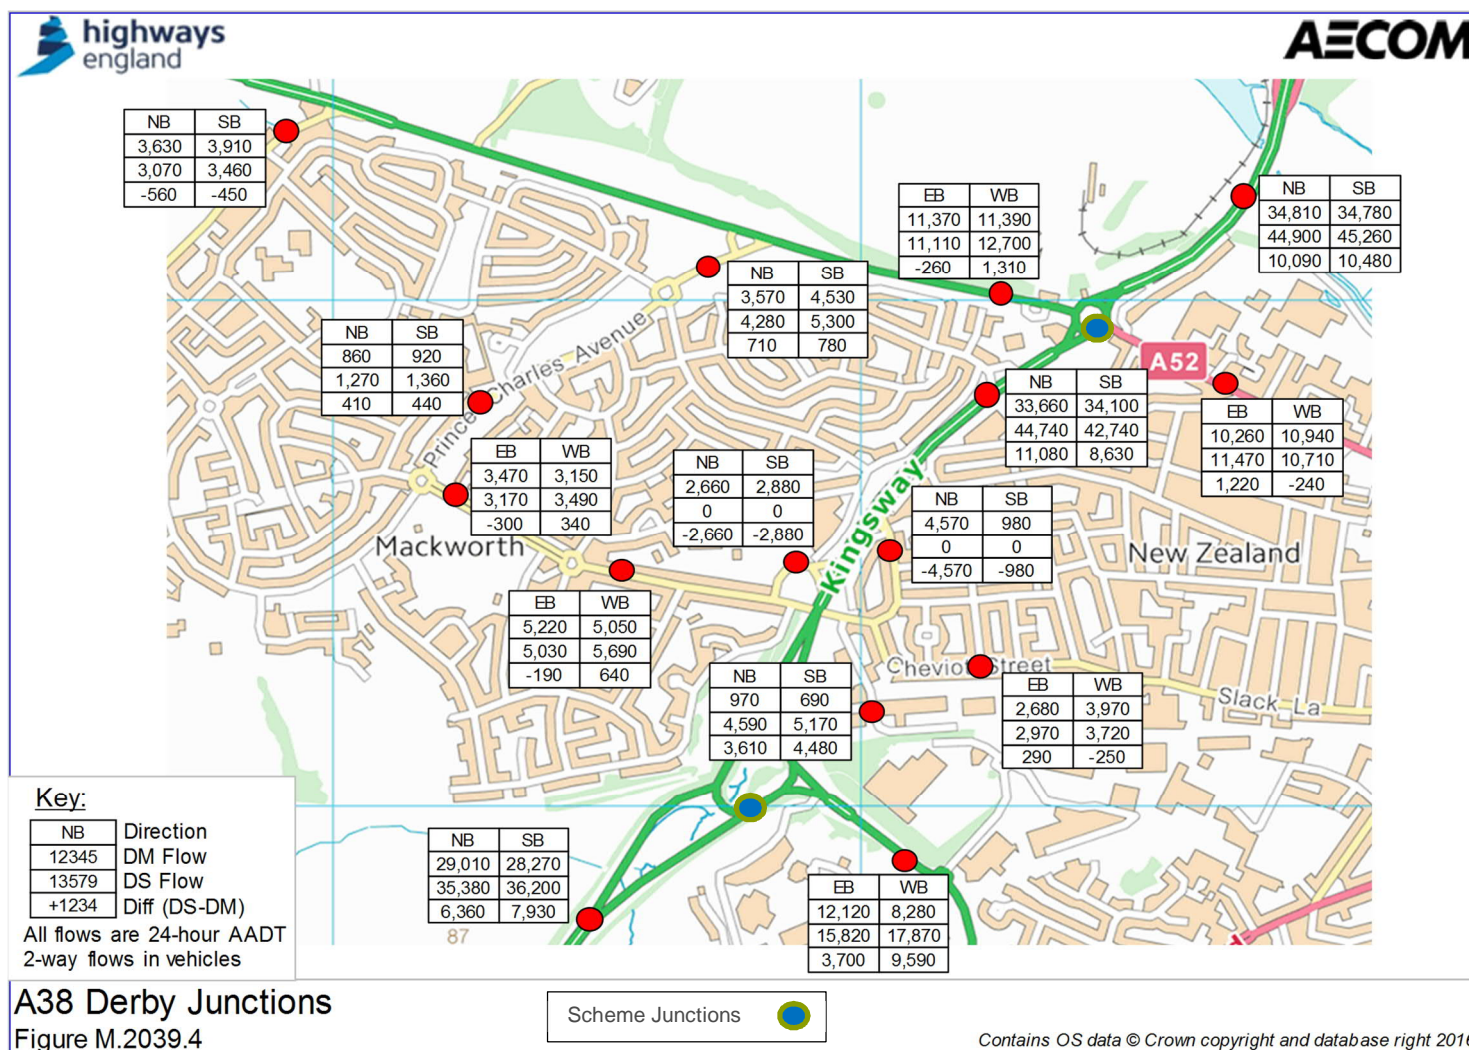 highways
england
AECOM
NB SB
3,630 3,910
3,070 3,460
-560 -450
EB WB
11,370 11,390
11,110 12,700
-260 1,310
NB SB
34,810 34,780
44,900 45,260
10,090 10,480
NB SB
3,570 4,530
4,280 5,300
710 780
NB SB
860 920
1,270 1,360
410 440
Prince Charles Avenue
A52
NB SB
33,660 34,100
44,740 42,740
11,080 8,630
EB WB
10,260 10,940
11,470 10,710
1,220 -240
EB WB
3,470 3,150
3,170 3,490
-300 340
NB SB
2,660 2,880
0 0
-2,660 -2,880
Kingsway
NB SB
4,570 980
0 0
-4,570 -980
Mackworth
New Zealand
EB WB
5,220 5,050
5,030 5,690
-190 640
Cheviot Street
Slack La
NB SB
970 690
4,590 5,170
3,610 4,480
EB WB
2,680 3,970
2,970 3,720
290 -250
NB SB
29,010 28,270
35,380 36,200
6,360 7,930
EB WB
12,120 8,280
15,820 17,870
3,700 9,590
87
Key:
NB Direction
12345 DM Flow
13579 DS Flow
+1234 Diff (DS-DM)
All flows are 24-hour AADT
2-way flows in vehicles
A38 Derby Junctions
Figure M.2039.4
Scheme Junctions
Contains OS data © Crown copyright and database right 2016